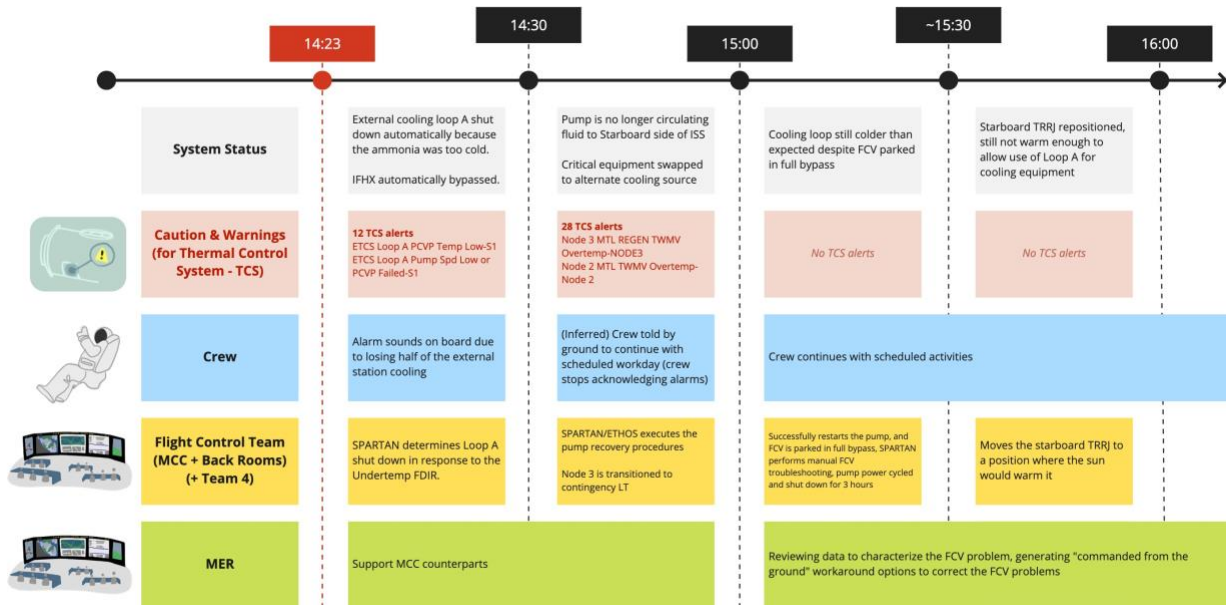 14:23
14:30
15:00
~15:30
16:00
System Status
External cooling loop A shut
down automatically because
the ammonia was too cold.
IFHX automatically bypassed.
Pump is no longer circulating
fluid to Starboard side of ISS
Critical equipment swapped
to alternate cooling source
Cooling loop still colder than
expected despite FCV parked
in full bypass
Starboard TRRJ repositioned,
still not warm enough to
allow use of Loop A for
cooling equipment
Caution & Warnings
(for Thermal Control
System - TCS)
12 TCS alerts
ETCS Loop A PCVP Temp Low-S1
ETCS Loop A Pump Spd Low or
PCVP Failed-S1
28 TCS alerts
Node 3 MTL REGEN TWMV
Overtemp-NODE3
Node 2 MTL TWMV Overtemp-
Node 2
No TCS alerts
No TCS alerts
Crew
Alarm sounds on board due
to losing half of the external
station cooling
(Inferred) Crew told by
ground to continue with
scheduled workday (crew
stops acknowledging alarms)
Crew continues with scheduled activities
Flight Control Team
(MCC + Back Rooms)
(+ Team 4)
SPARTAN determines Loop A
shut down in response to the
Undertemp FDIR.
SPARTAN/ETHOS executes the
pump recovery procedures
Node 3 is transitioned to
contingency LT
Successfully restarts the pump, and
FCV is parked in full bypass, SPARTAN
performs manual FCV
troubleshooting, pump power cycled
and shut down for 3 hours
Moves the starboard TRRJ to
a position where the sun
would warm it
MER
Support MCC counterparts
Reviewing data to characterize the FCV problem, generating "commanded from the
ground" workaround options to correct the FCV problems